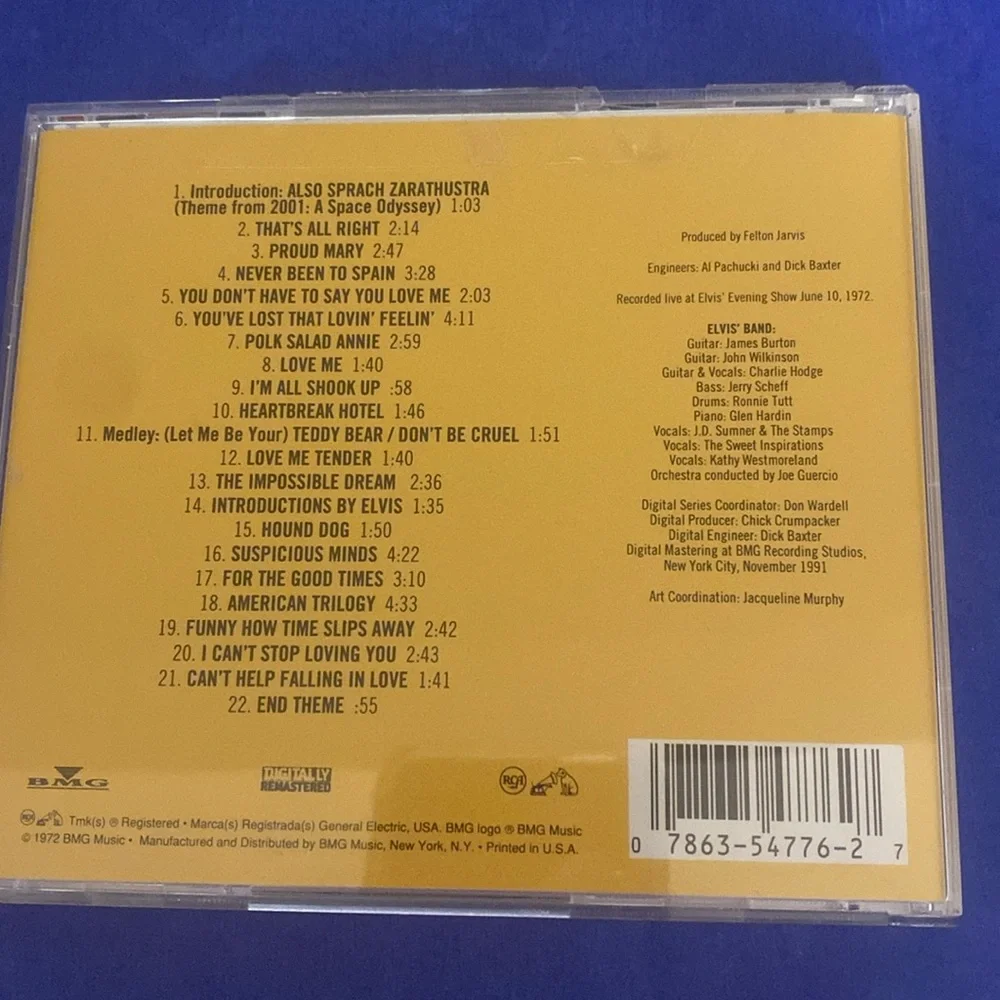 1. Introduction: ALSO SPRACH ZARATHUSTRA
(Theme from 2001: A Space Odyssey) 1:03
2. THAT'S ALL RIGHT 2:14
3. PROUD MARY 2:47
4. NEVER BEEN TO SPAIN 3:28
5. YOU DON'T HAVE TO SAY YOU LOVE ME 2:03
6. YOU'VE LOST THAT LOVIN' FEELIN' 4:11
7. POLK SALAD ANNIE 2:59
8. LOVE ME 1:40
9. I'M ALL SHOOK UP :58
10. HEARTBREAK HOTEL 1:46
11. Medley: (Let Me Be Your) TEDDY BEAR / DON'T BE CRUEL 1:51
12. LOVE ME TENDER 1:40
13. THE IMPOSSIBLE DREAM 2:36
14. INTRODUCTIONS BY ELVIS 1:35
15. HOUND DOG 1:50
16. SUSPICIOUS MINDS 4:22
17. FOR THE GOOD TIMES 3:10
18. AMERICAN TRILOGY 4:33
19. FUNNY HOW TIME SLIPS AWAY 2:42
20. I CAN'T STOP LOVING YOU 2:43
21. CAN'T HELP FALLING IN LOVE 1:41
22. END THEME :55
Produced by Felton Jarvis
Engineers: Al Pachucki and Dick Baxter
Recorded live at Elvis' Evening Show June 10, 1972.
ELVIS' BAND:
Guitar: James Burton
Guitar: John Wilkinson
Guitar & Vocals: Charlie Hodge
Bass: Jerry Scheff
Drums: Ronnie Tutt
Piano: Glen Hardin
Vocals: J.D. Sumner & The Stamps
Vocals: The Sweet Inspirations
Vocals: Kathy Westmoreland
Orchestra conducted by Joe Guercio
Digital Series Coordinator: Don Wardell
Digital Producer: Chick Crumpacker
Digital Engineer: Dick Baxter
Digital Mastering at BMG Recording Studios,
New York City, November 1991
Art Coordination: Jacqueline Murphy
BMG
DIGITALLY
REMASTERED
RCA
RCA Tmk(s) ® Registered • Marca(s) Registrada(s) General Electric, USA. BMG logo ® BMG Music
© 1972 BMG Music • Manufactured and Distributed by BMG Music, New York, N.Y. • Printed in U.S.A.
0 7863-54776-2 7